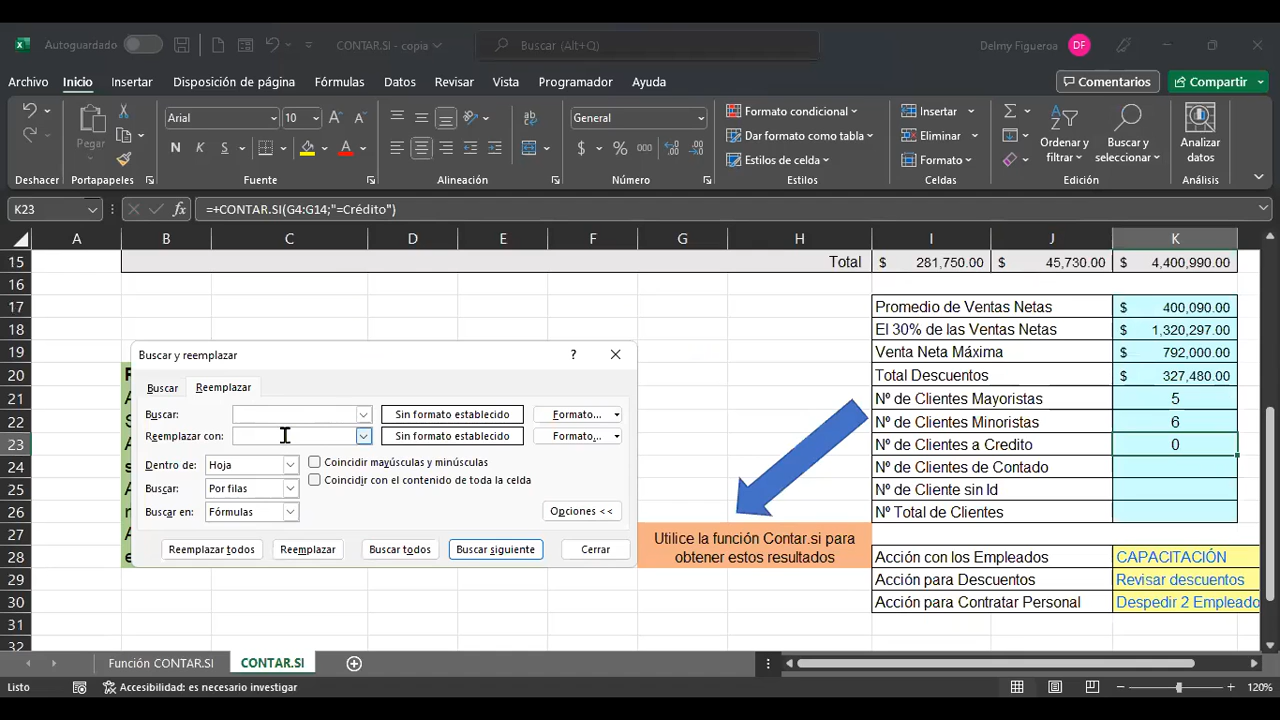 Autoguardado
CONTAR.SI - copia
Buscar (Alt+Q)
Delmy Figueroa
DF
Archivo Inicio Insertar Disposición de página Fórmulas Datos Revisar Vista Programador Ayuda
Comentarios
Compartir
Pegar
Arial
10
N K S
General
$ % 000
Formato condicional
Dar formato como tabla
Estilos de celda
Insertar
Eliminar
Formato
Ordenar y filtrar
Buscar y seleccionar
Analizar datos
Deshacer Portapapeles Fuente Alineación Número Estilos Celdas Edición Análisis
K23
=+CONTAR.SI(G4:G14;"=Crédito")
A B C D E F G H I J K
15 Total $ 281,750.00 $ 45,730.00 $ 4,400,990.00
16
17 Promedio de Ventas Netas $ 400,090.00
18 El 30% de las Ventas Netas $ 1,320,297.00
19 Venta Neta Máxima $ 792,000.00
20 Total Descuentos $ 327,480.00
21 Nº de Clientes Mayoristas 5
22 Nº de Clientes Minoristas 6
23 Nº de Clientes a Credito 0
24 Nº de Clientes de Contado
25 Nº de Cliente sin Id
26 Nº Total de Clientes
27
28 Acción con los Empleados CAPACITACIÓN
29 Acción para Descuentos Revisar descuentos
30 Acción para Contratar Personal Despedir 2 Empleado
31
32
Utilice la función Contar.si para
obtener estos resultados
Buscar y reemplazar
?
Buscar Reemplazar
Buscar: Sin formato establecido Formato...
Reemplazar con: Sin formato establecido Formato...
Dentro de: Hoja
Coincidir mayúsculas y minúsculas
Buscar: Por filas
Coincidir con el contenido de toda la celda
Buscar en: Fórmulas
Opciones <<
Reemplazar todos Reemplazar Buscar todos Buscar siguiente Cerrar
Función CONTAR.SI CONTAR.SI
Listo
Accesibilidad: es necesario investigar
120%